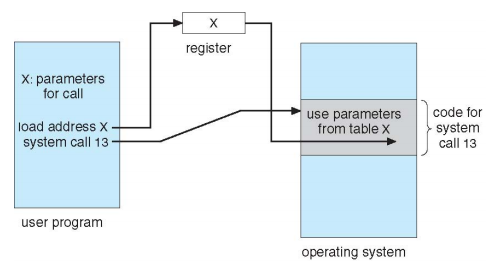 X
register
X: parameters
for call
load address X
system call 13
user program
use parameters
from table X
code for
system
call 13
operating system